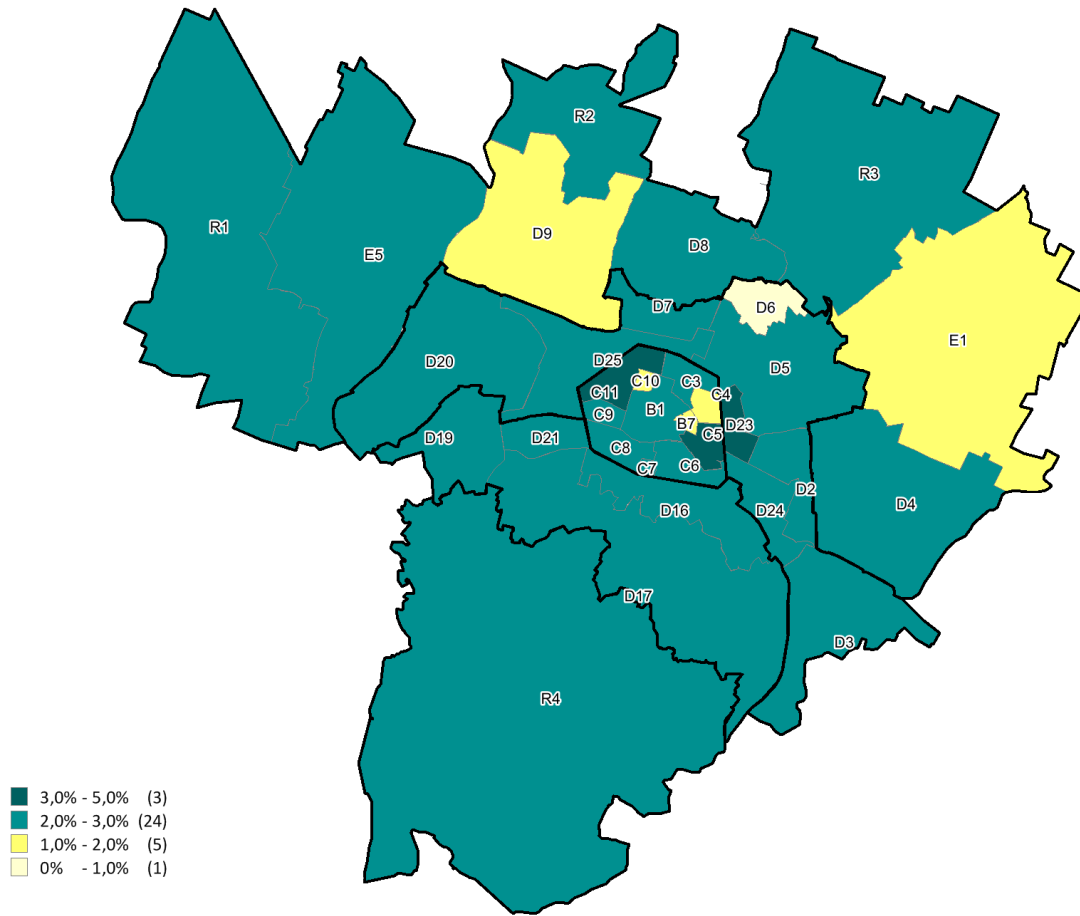 R2
R3
R1
D9
D8
E5
D7
D6
E1
D25
D20
D5
C10
C3
C11
C4
C9
B1
B7
D23
C5
D19
D21
C8
C7
C6
D2
D16
D24
D4
D17
D3
R4
3,0% - 5,0% (3)
2,0% - 3,0% (24)
1,0% - 2,0% (5)
0% - 1,0% (1)